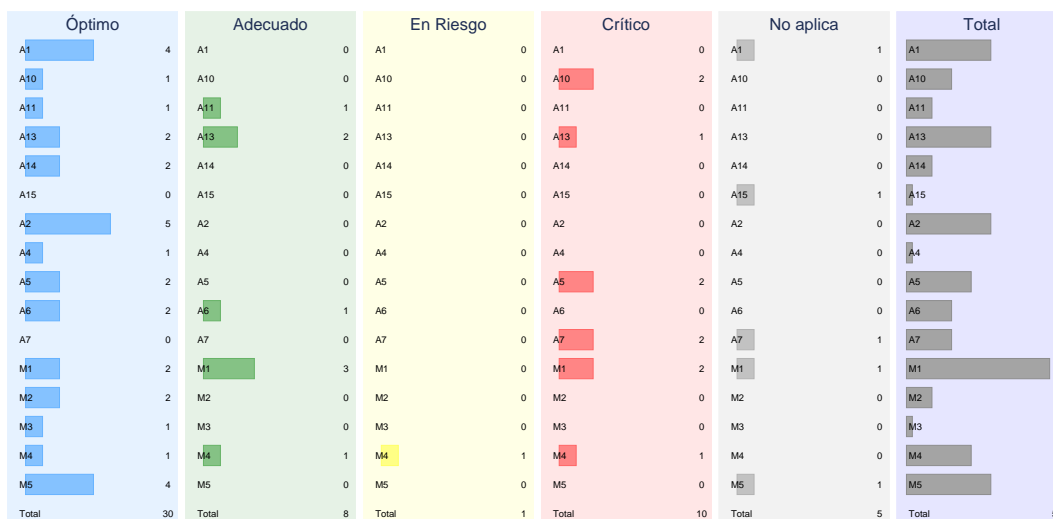 Óptimo Adecuado En Riesgo Crítico No aplica Total
A1 4 A1 0 A1 0 A1 0 A1 1 A1
A10 1 A10 0 A10 0 A10 2 A10 0 A10
A11 1 A11 1 A11 0 A11 0 A11 0 A11
A13 2 A13 2 A13 0 A13 1 A13 0 A13
A14 2 A14 0 A14 0 A14 0 A14 0 A14
A15 0 A15 0 A15 0 A15 0 A15 1 A15
A2 5 A2 0 A2 0 A2 0 A2 0 A2
A4 1 A4 0 A4 0 A4 0 A4 0 A4
A5 2 A5 0 A5 0 A5 2 A5 0 A5
A6 2 A6 1 A6 0 A6 0 A6 0 A6
A7 0 A7 0 A7 0 A7 2 A7 1 A7
M1 2 M1 3 M1 0 M1 2 M1 1 M1
M2 2 M2 0 M2 0 M2 0 M2 0 M2
M3 1 M3 0 M3 0 M3 0 M3 0 M3
M4 1 M4 1 M4 1 M4 1 M4 0 M4
M5 4 M5 0 M5 0 M5 0 M5 1 M5
Total 30 Total 8 Total 1 Total 10 Total 5 Total